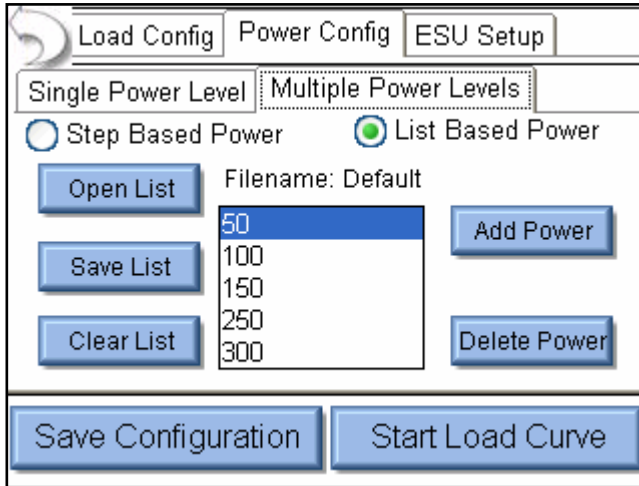 Load Config Power Config ESU Setup
Single Power Level Multiple Power Levels
Step Based Power List Based Power
Open List Filename: Default
50
Add Power
100
Save List
150
250
Clear List Delete Power
300
Save Configuration Start Load Curve